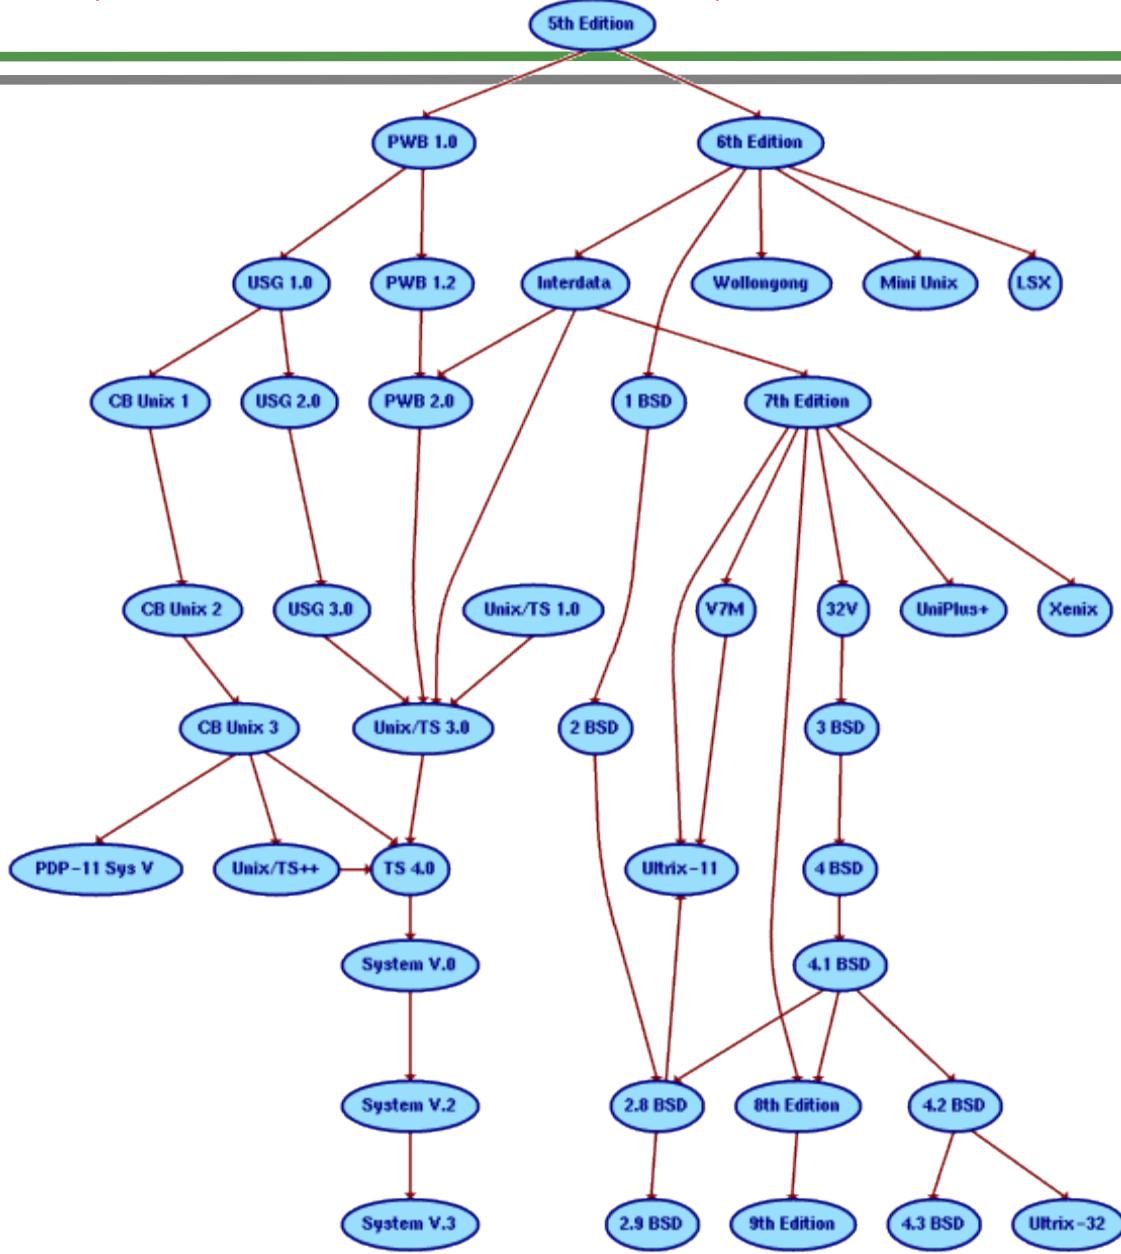 5th Edition
PWB 1.0
6th Edition
USG 1.0
PWB 1.2
Interdata
Wollongong
Mini Unix
LSX
CB Unix 1
USG 2.0
PWB 2.0
1 BSD
7th Edition
CB Unix 2
USG 3.0
Unix/TS 1.0
V7M
32V
UniPlus+
Xenix
CB Unix 3
Unix/TS 3.0
2 BSD
3 BSD
PDP-11 Sys V
Unix/TS++
TS 4.0
Ultrix-11
4 BSD
System V.0
4.1 BSD
System V.2
2.8 BSD
8th Edition
4.2 BSD
System V.3
2.9 BSD
9th Edition
4.3 BSD
Ultrix-32